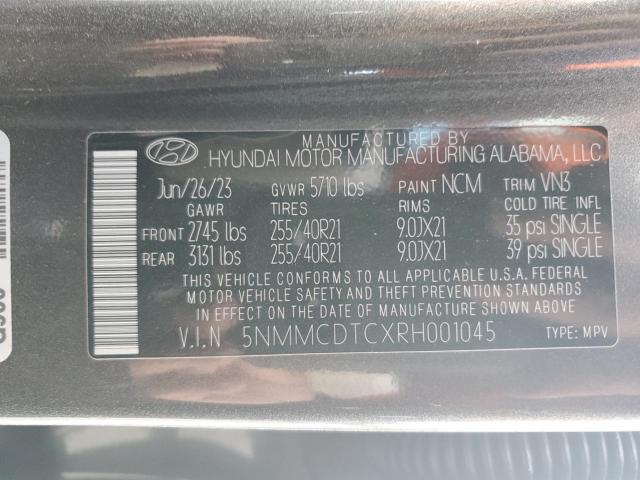 MANUFACTURED BY
HYUNDAI MOTOR MANUFACTURING ALABAMA, LLC
Jun/26/23 GVWR 5710 lbs PAINT NCM TRIM VN3
GAWR TIRES RIMS COLD TIRE INFL
FRONT 2745 lbs 255/40R21 9.0JX21 35 psi SINGLE
REAR 3131 lbs 255/40R21 9.0JX21 39 psi SINGLE
THIS VEHICLE CONFORMS TO ALL APPLICABLE U.S.A. FEDERAL
MOTOR VEHICLE SAFETY AND THEFT PREVENTION STANDARDS
IN EFFECT ON THE DATE OF MANUFACTURE SHOWN ABOVE
V.I.N 5NMMCDTCXRH001045 TYPE: MPV